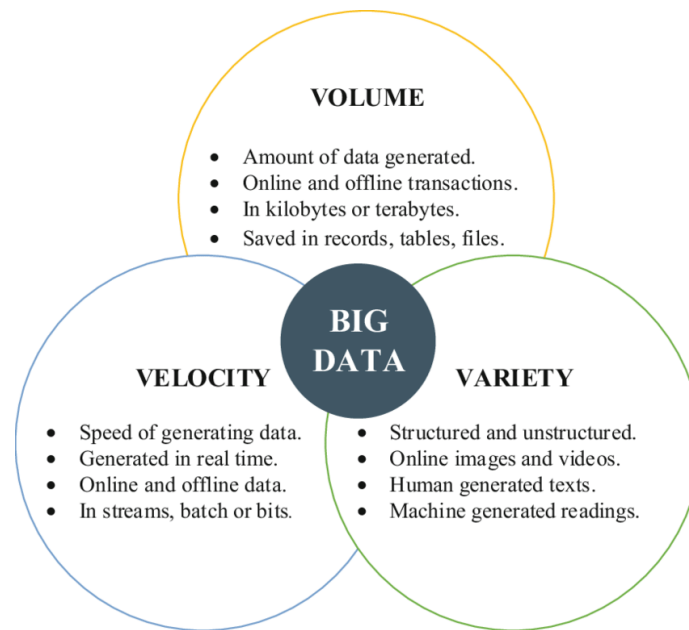 VOLUME
• Amount of data generated.
• Online and offline transactions.
• In kilobytes or terabytes.
• Saved in records, tables, files.
BIG
DATA
VELOCITY
• Speed of generating data.
• Generated in real time.
• Online and offline data.
• In streams, batch or bits.
VARIETY
• Structured and unstructured.
• Online images and videos.
• Human generated texts.
• Machine generated readings.